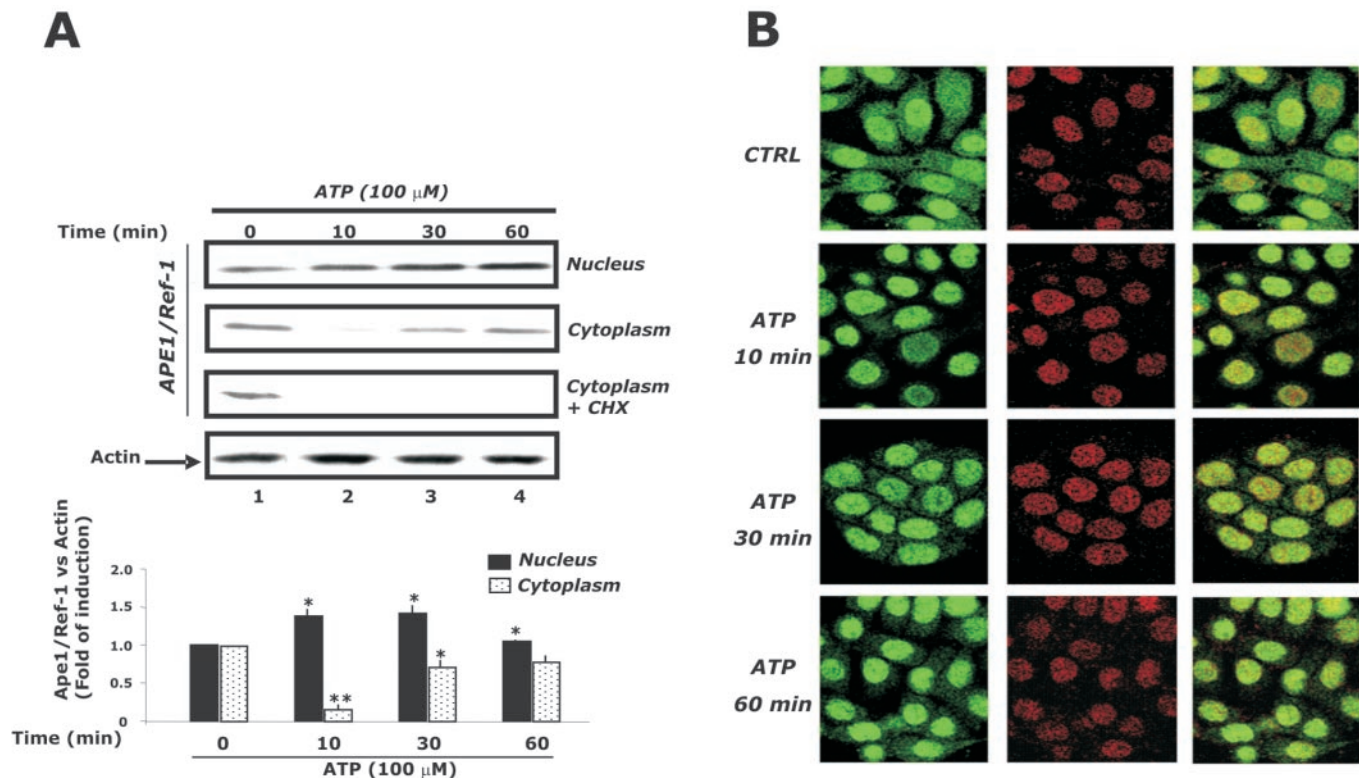 A
ATP (100 μM)
Time (min) 0 10 30 60
APE1/Ref-1
Nucleus
Cytoplasm
Cytoplasm
+ CHX
Actin
1 2 3 4
Ape1/Ref-1 vs Actin
(Fold of induction)
2.0
1.5
1.0
0.5
0
Nucleus
Cytoplasm
* ** * * *
Time (min) 0 10 30 60
ATP (100 μM)
B
CTRL
ATP
10 min
ATP
30 min
ATP
60 min